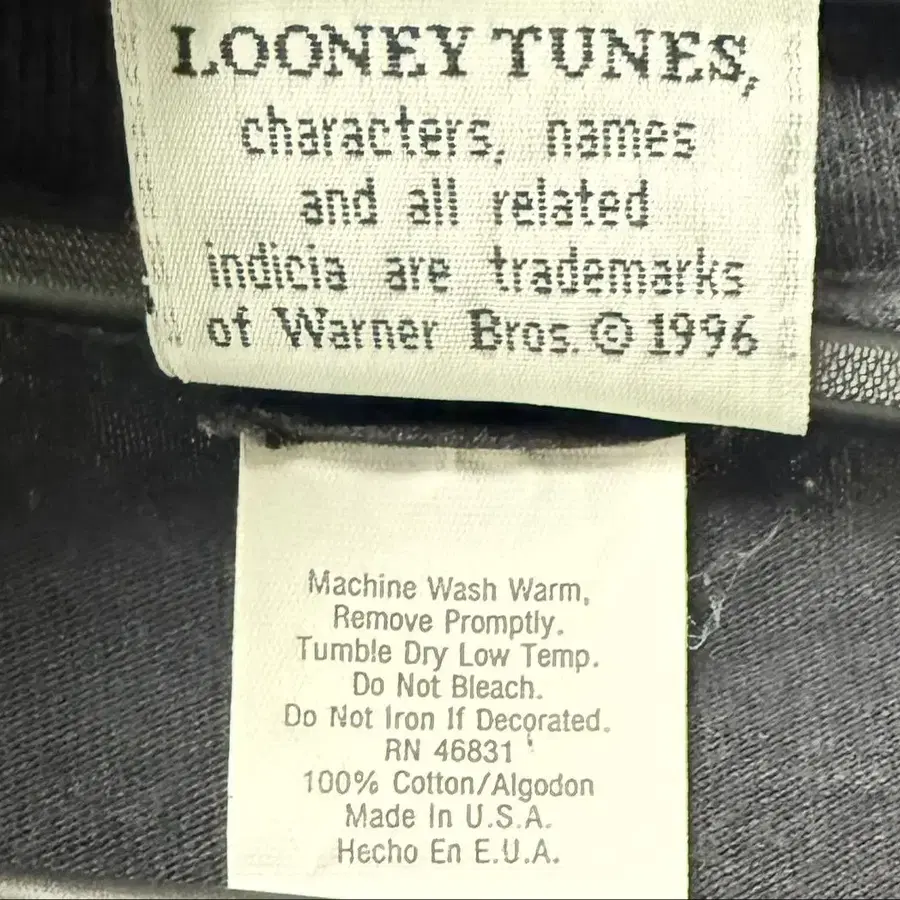 LOONEY TUNES,
characters, names
and all related
indicia are trademarks
of Warner Bros. © 1996
Machine Wash Warm,
Remove Promptly.
Tumble Dry Low Temp.
Do Not Bleach.
Do Not Iron If Decorated.
RN 46831
100% Cotton/Algodon
Made In U.S.A.
Hecho En E.U.A.